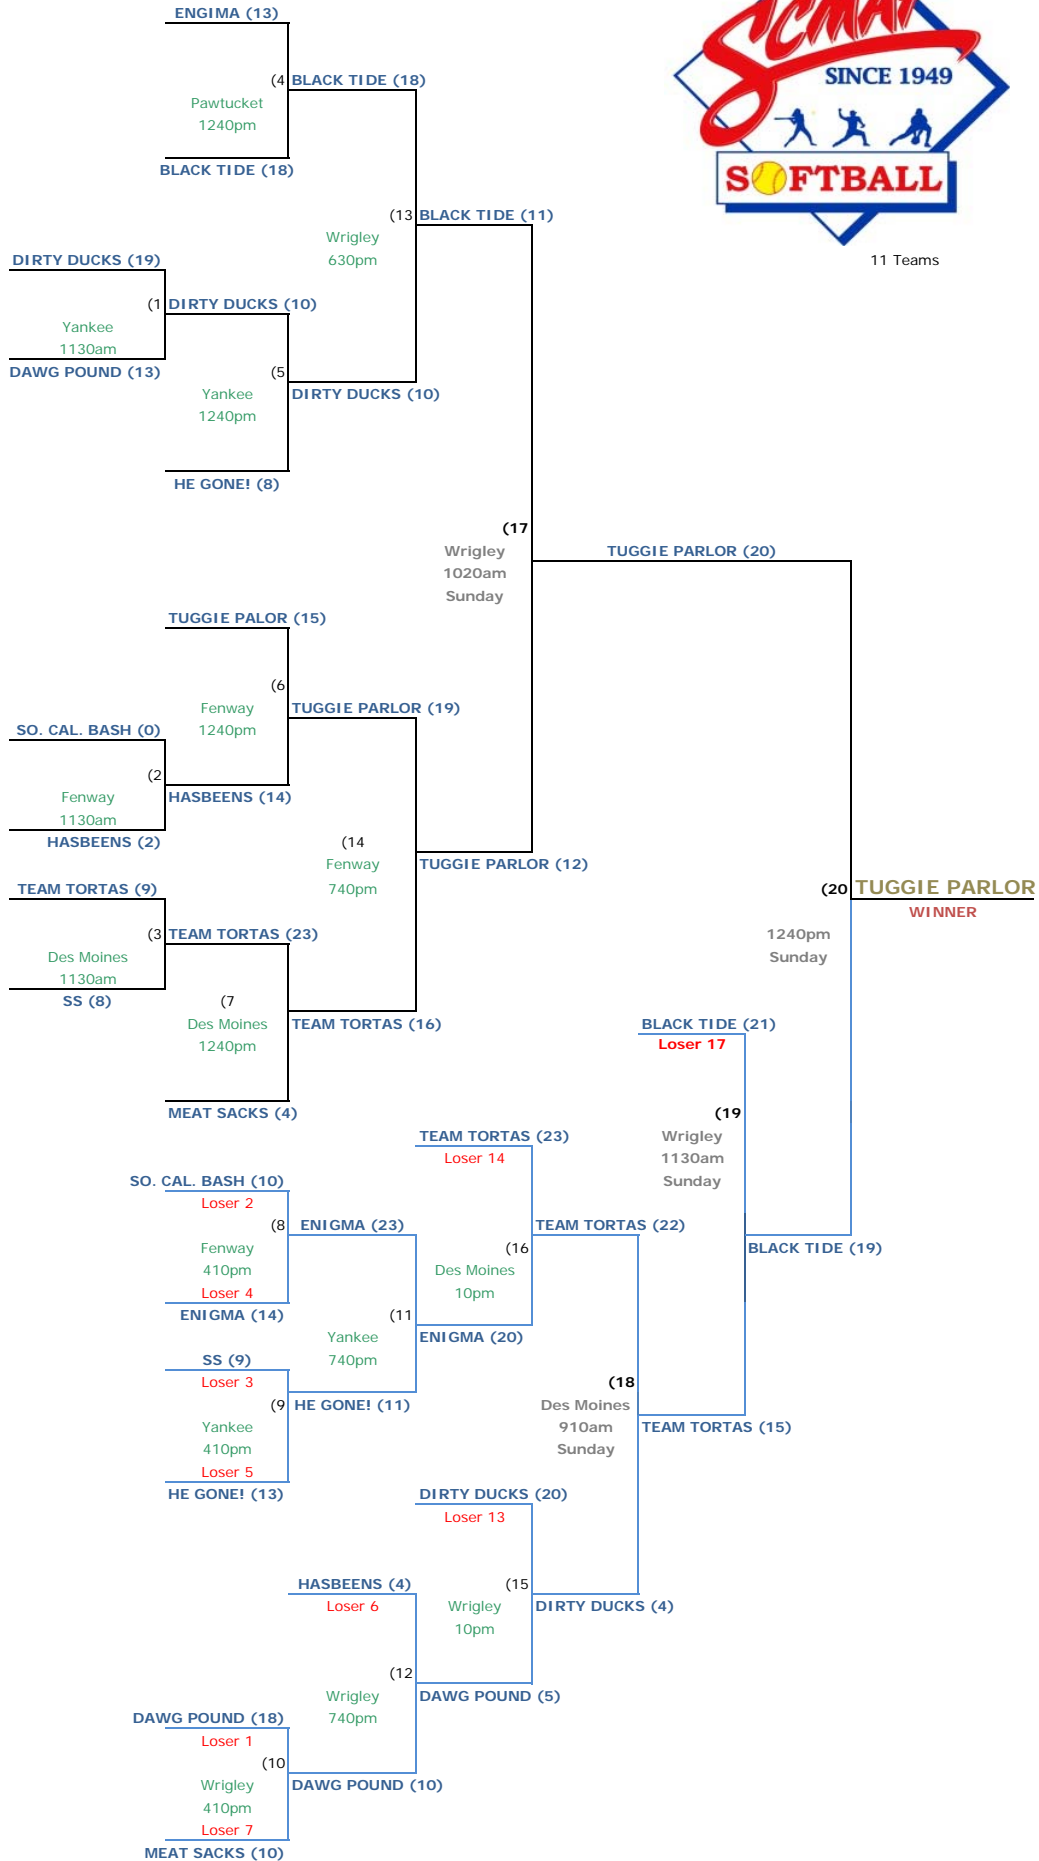 ENGIMA (13)
SCMAF
SINCE 1949
SOFTBALL
11 Teams
(4
BLACK TIDE (18)
Pawtucket
1240pm
BLACK TIDE (18)
(13
BLACK TIDE (11)
Wrigley
630pm
DIRTY DUCKS (19)
(1
DIRTY DUCKS (10)
Yankee
1130am
DAWG POUND (13)
(5
Yankee
1240pm
DIRTY DUCKS (10)
HE GONE! (8)
(17
Wrigley
1020am
Sunday
TUGGIE PARLOR (20)
TUGGIE PALOR (15)
(6
Fenway
1240pm
TUGGIE PARLOR (19)
SO. CAL. BASH (0)
(2
Fenway
1130am
HASBEENS (14)
HASBEENS (2)
(14
Fenway
740pm
TUGGIE PARLOR (12)
TEAM TORTAS (9)
(3
TEAM TORTAS (23)
Des Moines
1130am
SS (8)
(7
Des Moines
1240pm
TEAM TORTAS (16)
MEAT SACKS (4)
(20
TUGGIE PARLOR
WINNER
1240pm
Sunday
BLACK TIDE (21)
Loser 17
(19
Wrigley
1130am
Sunday
TEAM TORTAS (23)
Loser 14
SO. CAL. BASH (10)
Loser 2
(8
ENIGMA (23)
Fenway
410pm
Loser 4
ENIGMA (14)
(16
Des Moines
10pm
TEAM TORTAS (22)
BLACK TIDE (19)
(11
Yankee
740pm
ENIGMA (20)
SS (9)
Loser 3
(9
HE GONE! (11)
Yankee
410pm
Loser 5
HE GONE! (13)
(18
Des Moines
910am
Sunday
TEAM TORTAS (15)
DIRTY DUCKS (20)
Loser 13
HASBEENS (4)
Loser 6
(15
Wrigley
10pm
DIRTY DUCKS (4)
(12
Wrigley
740pm
DAWG POUND (5)
DAWG POUND (18)
Loser 1
(10
Wrigley
410pm
Loser 7
DAWG POUND (10)
MEAT SACKS (10)